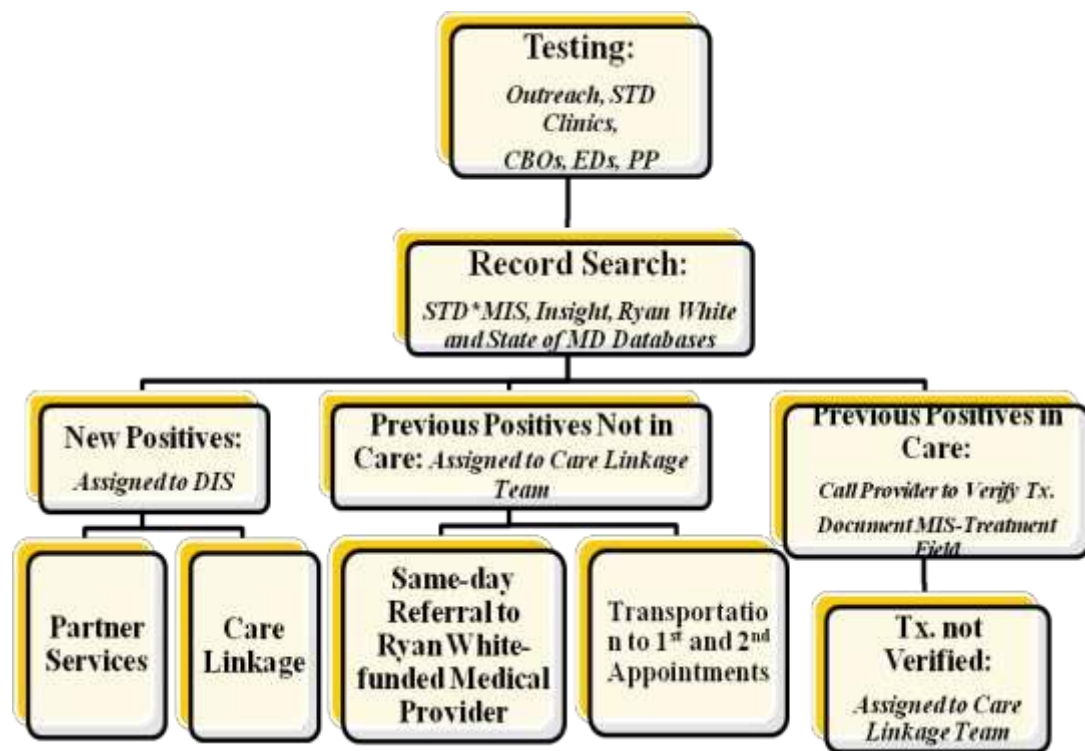 Testing:
Outreach, STD
Clinics,
CBOs, EDs, PP
Record Search:
STD*MIS, Insight, Ryan White
and State of MD Databases
New Positives:
Assigned to DIS
Previous Positives Not in
Care: Assigned to Care Linkage
Team
Previous Positives in
Care:
Call Provider to Verify Tx.
Document MIS-Treatment
Field
Partner
Services
Care
Linkage
Same-day
Referral to
Ryan White-
funded Medical
Provider
Transportatio
n to 1st and 2nd
Appointments
Tx. not
Verified:
Assigned to Care
Linkage Team